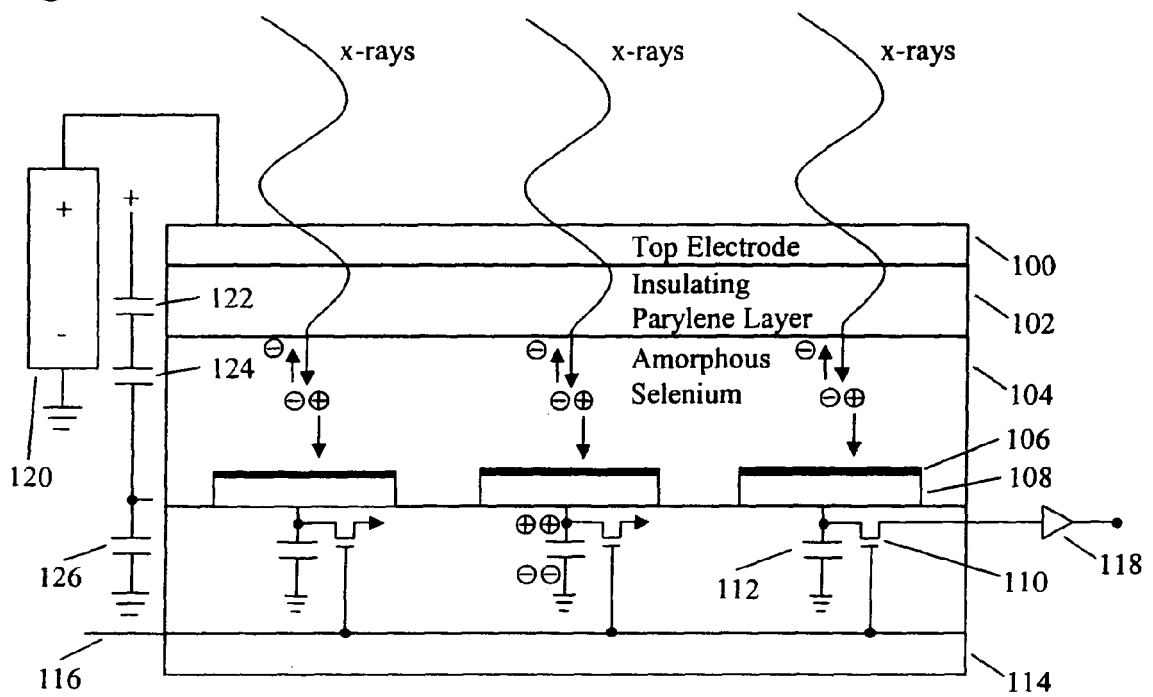 x-rays
x-rays
x-rays
+
+
-
Top Electrode
100
Insulating
Parylene Layer
102
122
124
Amorphous
Selenium
104
120
106
108
126
112
110
118
116
114